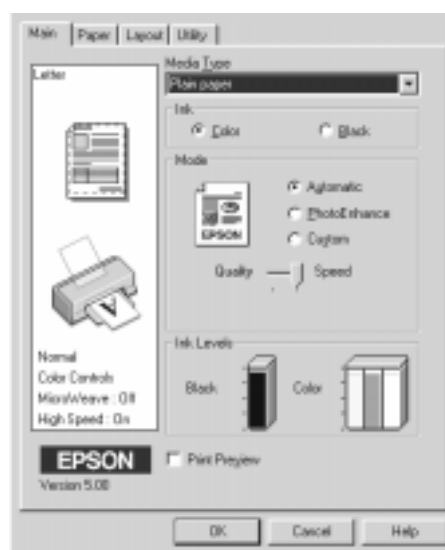 Main Paper Layout Utility
Letter
Media Type
Plain paper
Ink
Color Black
Mode
EPSON
Automatic
PhotoEnhance
Custom
Quality Speed
Normal
Color Controls
MicroWeave : Off
High Speed : On
Ink Levels
Black Color
EPSON
Version 5.00
Print Preview
OK Cancel Help